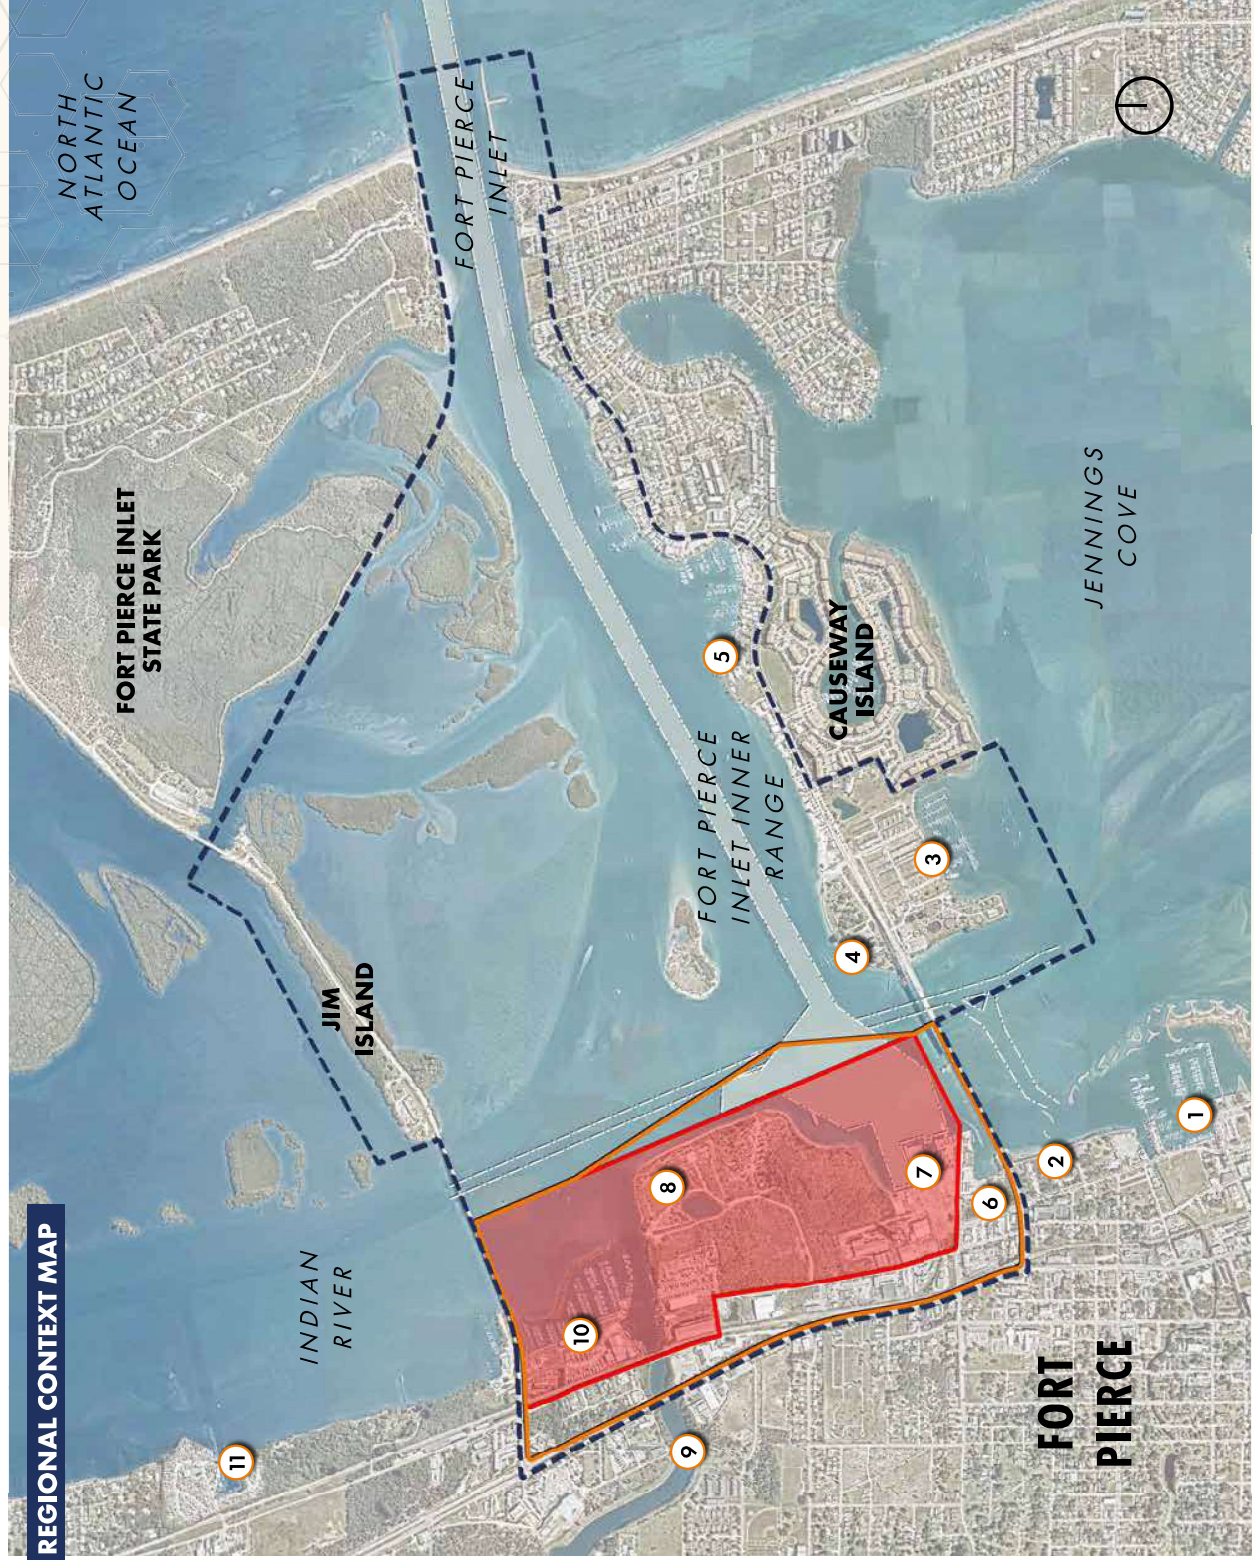 REGIONAL CONTEXT MAP
NORTH
ATLANTIC
OCEAN
FORT PIERCE
INLET
FORT PIERCE INLET
STATE PARK
JIM
ISLAND
INDIAN
RIVER
FORT PIERCE
INLET INNER
RANGE
CAUSEWAY
ISLAND
JENNINGS
COVE
FORT
PIERCE
11
10
9
8
7
6
5
4
3
2
1